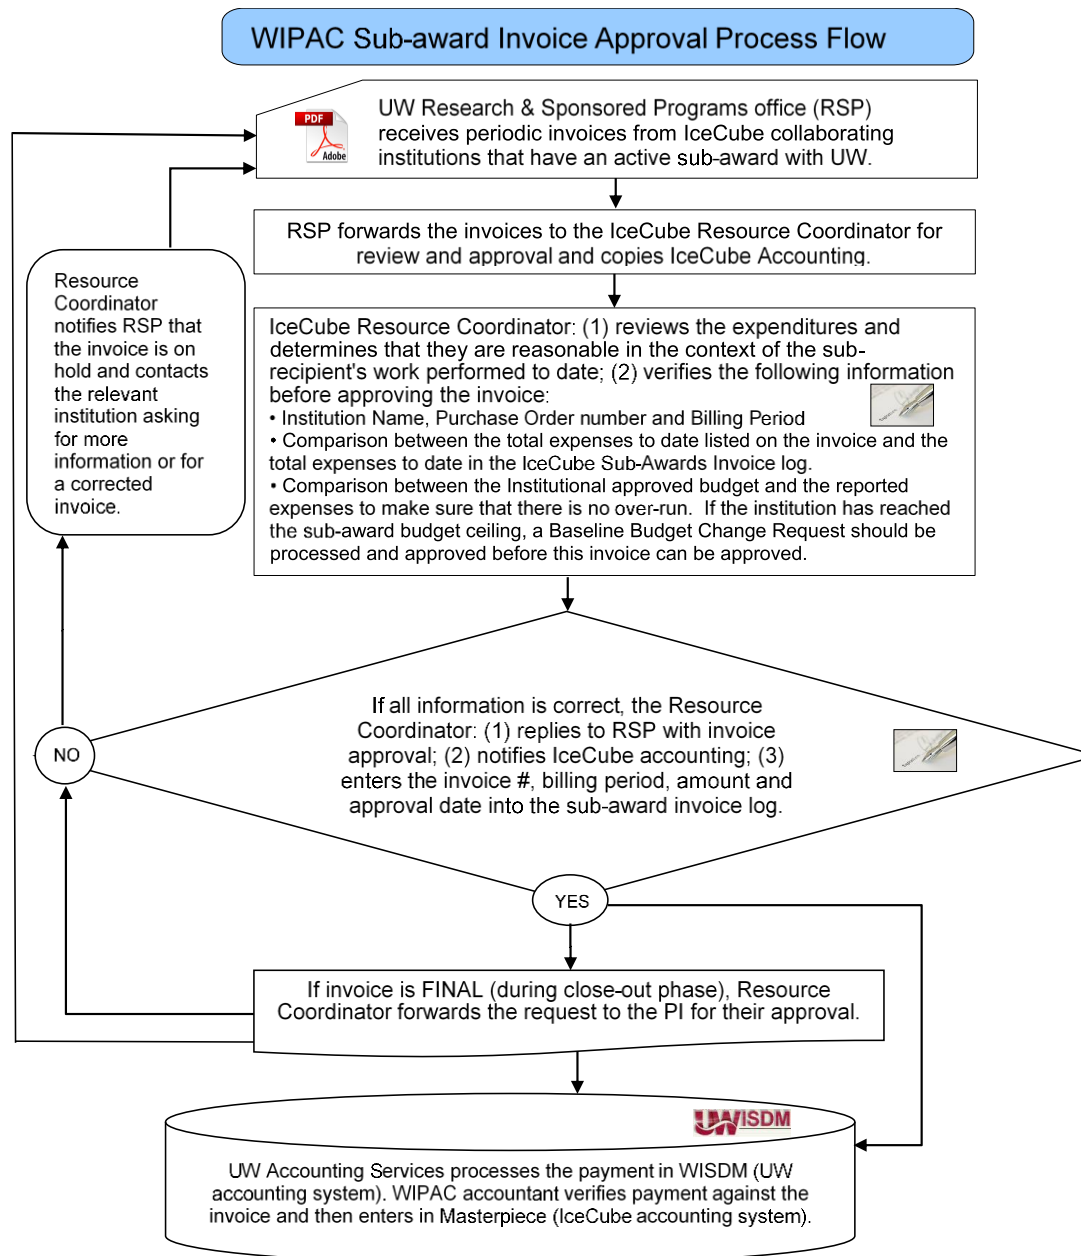 WIPAC Sub-award Invoice Approval Process Flow
PDF
Adobe
UW Research & Sponsored Programs office (RSP)
receives periodic invoices from IceCube collaborating
institutions that have an active sub-award with UW.
RSP forwards the invoices to the IceCube Resource Coordinator for
review and approval and copies IceCube Accounting.
Resource
Coordinator
notifies RSP that
the invoice is on
hold and contacts
the relevant
institution asking
for more
information or for
a corrected
invoice.
IceCube Resource Coordinator: (1) reviews the expenditures and
determines that they are reasonable in the context of the sub-
recipient's work performed to date; (2) verifies the following information
before approving the invoice:
• Institution Name, Purchase Order number and Billing Period
• Comparison between the total expenses to date listed on the invoice and the
total expenses to date in the IceCube Sub-Awards Invoice log.
• Comparison between the Institutional approved budget and the reported
expenses to make sure that there is no over-run.  If the institution has reached
the sub-award budget ceiling, a Baseline Budget Change Request should be
processed and approved before this invoice can be approved.
If all information is correct, the Resource
Coordinator: (1) replies to RSP with invoice
approval; (2) notifies IceCube accounting; (3)
enters the invoice #, billing period, amount and
approval date into the sub-award invoice log.
NO
YES
If invoice is FINAL (during close-out phase), Resource
Coordinator forwards the request to the PI for their approval.
UWISDM
UW Accounting Services processes the payment in WISDM (UW
accounting system). WIPAC accountant verifies payment against the
invoice and then enters in Masterpiece (IceCube accounting system).